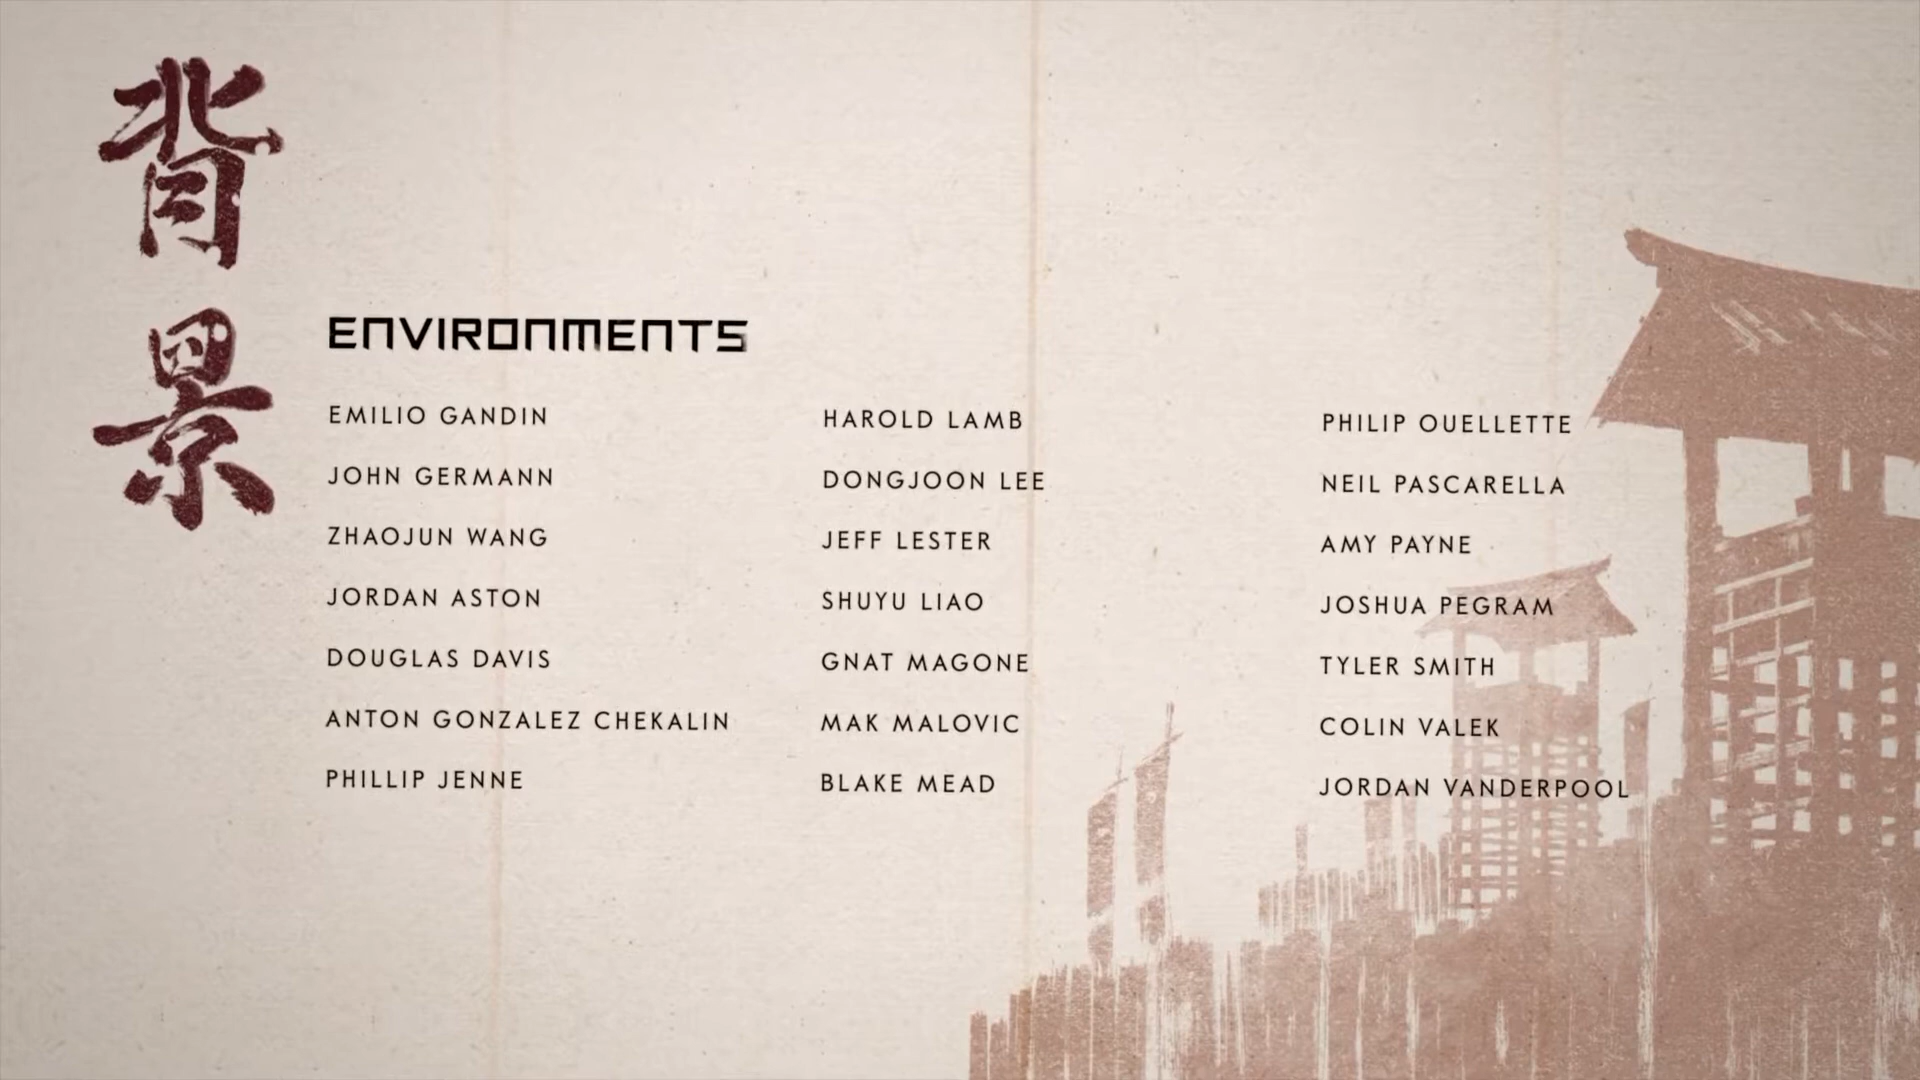 背景
ENVIRONMENTS
EMILIO GANDIN
JOHN GERMANN
ZHAOJUN WANG
JORDAN ASTON
DOUGLAS DAVIS
ANTON GONZALEZ CHEKALIN
PHILLIP JENNE
HAROLD LAMB
DONGJOON LEE
JEFF LESTER
SHUYU LIAO
GNAT MAGONE
MAK MALOVIC
BLAKE MEAD
PHILIP OUELLETTE
NEIL PASCARELLA
AMY PAYNE
JOSHUA PEGRAM
TYLER SMITH
COLIN VALEK
JORDAN VANDERPOOL